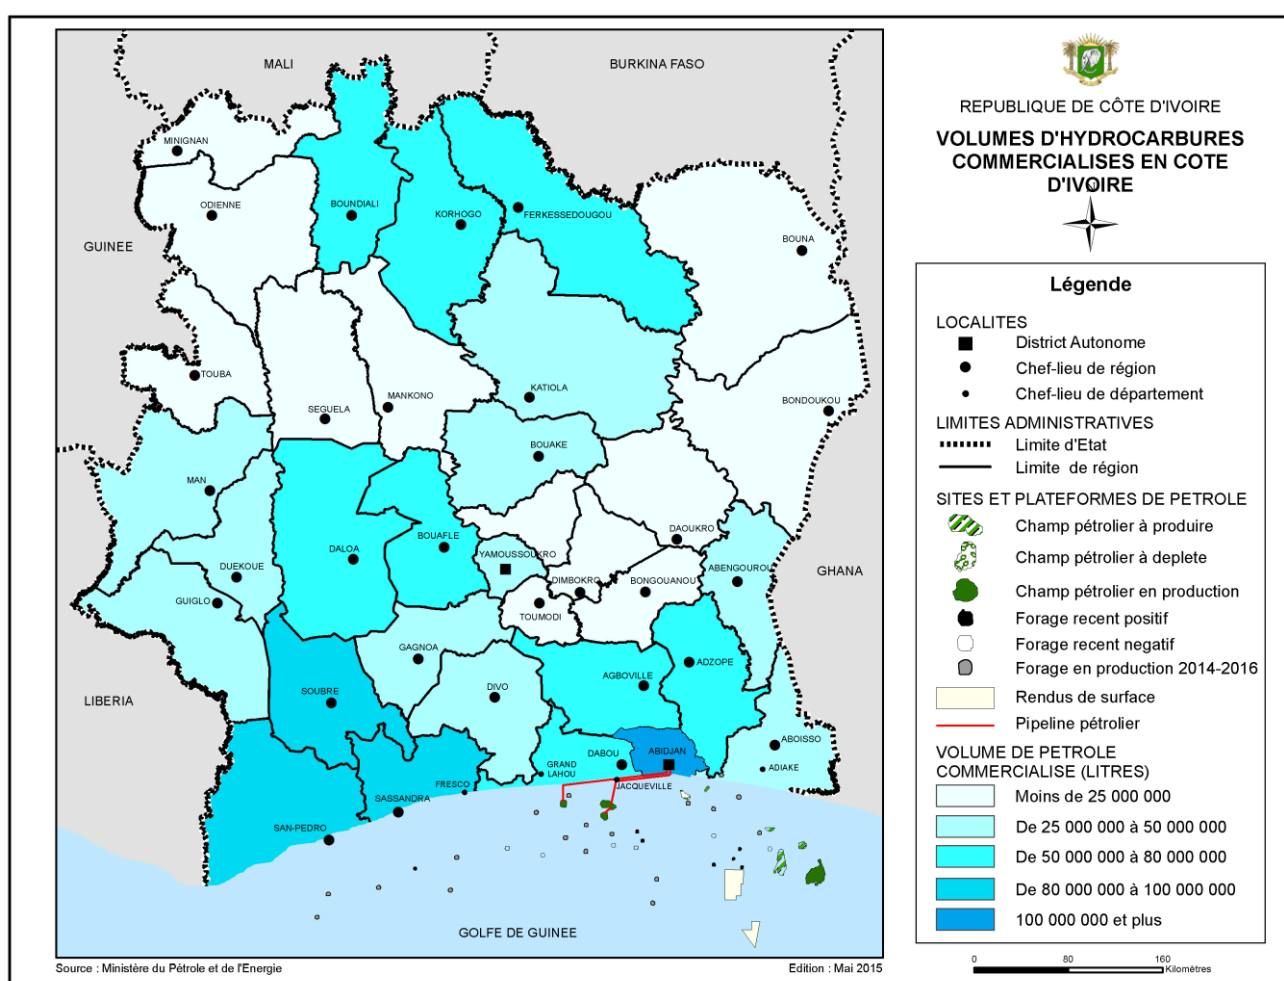 MALI
BURKINA FASO
MINIGNAN
ODIENNE
BOUNDIALI
KORHOGO
FERKESSEDOUGOU
BOUNA
GUINEE
TOUBA
SEGUELA
MANKONO
KATIOLA
BONDOUKOU
BOUAKE
MAN
DALOA
BOUAFLE
YAMOUSSOUKRO
DAOUKRO
DUEKOUE
GUIGLO
DIMBOKRO
BONGOUANOU
ABENGOUROU
GHANA
TOUMODI
GAGNOA
ADZOPE
LIBERIA
SOUBRE
DIVO
AGBOVILLE
ABOISSO
ADIAKE
DABOU
ABIDJAN
GRAND
LAHOU
JACQUEVILLE
FRESCO
SASSANDRA
SAN-PEDRO
GOLFE DE GUINEE
Source : Ministère du Pétrole et de l'Energie
Edition : Mai 2015
REPUBLIQUE DE CÔTE D'IVOIRE
VOLUMES D'HYDROCARBURES
COMMERCIALISES EN COTE
D'IVOIRE
N
Légende
LOCALITES
District Autonome
Chef-lieu de région
Chef-lieu de département
LIMITES ADMINISTRATIVES
Limite d'Etat
Limite de région
SITES ET PLATEFORMES DE PETROLE
Champ pétrolier à produire
Champ pétrolier à deplete
Champ pétrolier en production
Forage recent positif
Forage recent negatif
Forage en production 2014-2016
Rendus de surface
Pipeline pétrolier
VOLUME DE PETROLE
COMMERCIALISE (LITRES)
Moins de 25 000 000
De 25 000 000 à 50 000 000
De 50 000 000 à 80 000 000
De 80 000 000 à 100 000 000
100 000 000 et plus
0 80 160
Kilomètres